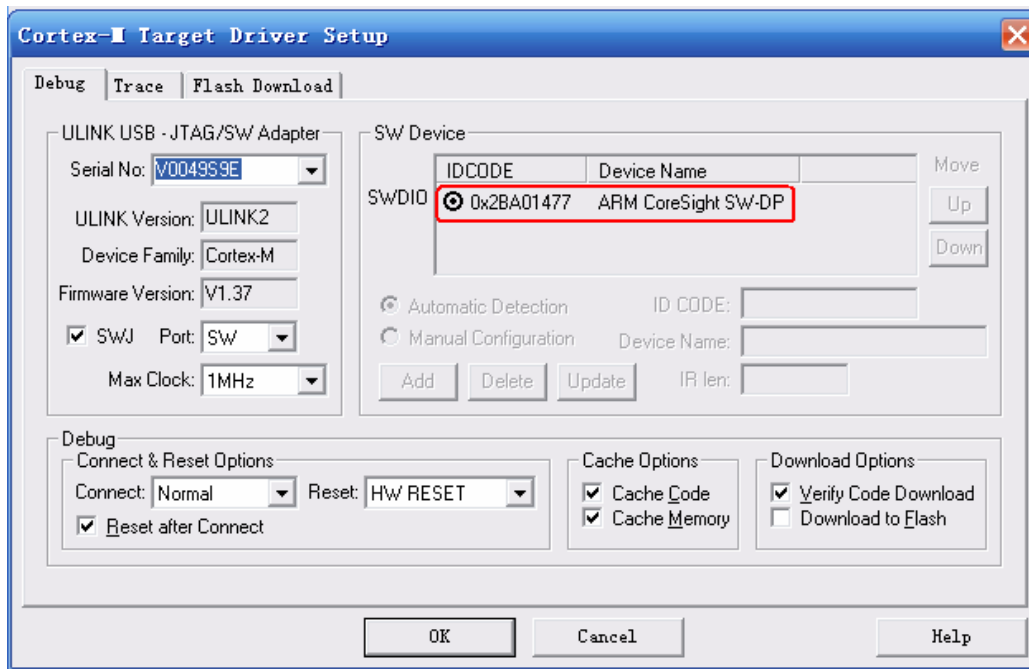 Cortex-M Target Driver Setup
Debug Trace Flash Download
ULINK USB - JTAG/SW Adapter
Serial No: V0049S9E
ULINK Version: ULINK2
Device Family: Cortex-M
Firmware Version: V1.37
SWJ Port: SW
Max Clock: 1MHz
SW Device
IDCODE Device Name Move
SWDIO 0x2BA01477 ARM CoreSight SW-DP Up
Down
Automatic Detection ID CODE:
Manual Configuration Device Name:
Add Delete Update IR len:
Debug
Connect & Reset Options
Connect: Normal Reset: HW RESET
Reset after Connect
Cache Options
Cache Code
Cache Memory
Download Options
Verify Code Download
Download to Flash
OK Cancel Help